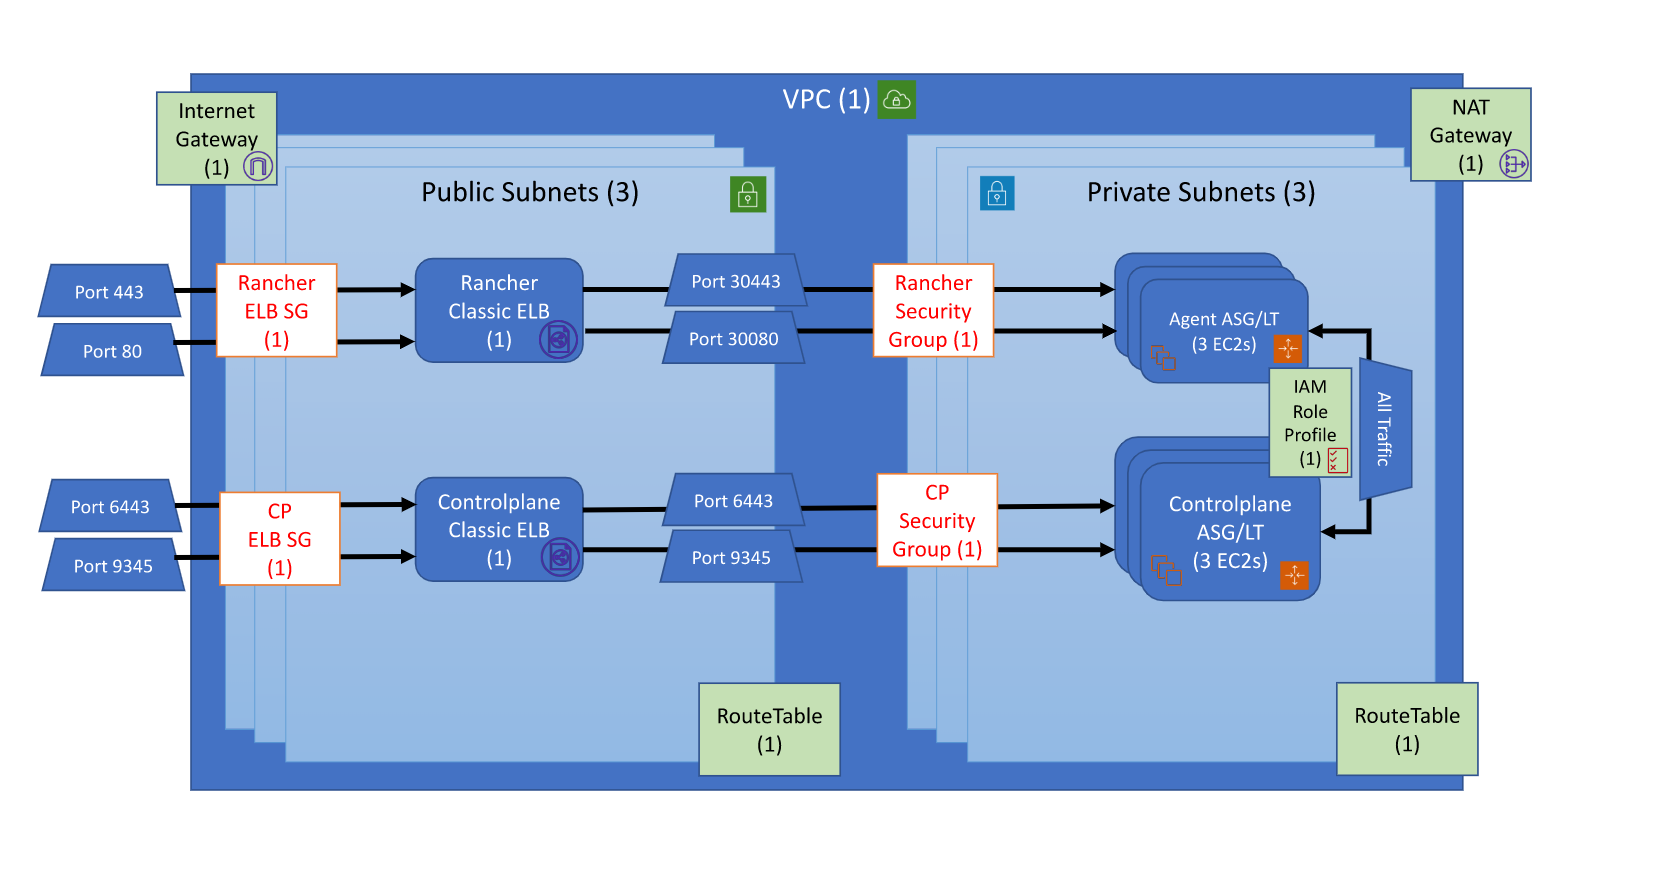 VPC (1)
Internet
Gateway
(1)
NAT
Gateway
(1)
Public Subnets (3)
Private Subnets (3)
Port 443
Port 80
Rancher
ELB SG
(1)
Rancher
Classic ELB
(1)
Port 30443
Port 30080
Rancher
Security
Group (1)
Agent ASG/LT
(3 EC2s)
IAM
Role
Profile
(1)
All Traffic
Port 6443
Port 9345
CP
ELB SG
(1)
Controlplane
Classic ELB
(1)
Port 6443
Port 9345
CP
Security
Group (1)
Controlplane
ASG/LT
(3 EC2s)
RouteTable
(1)
RouteTable
(1)